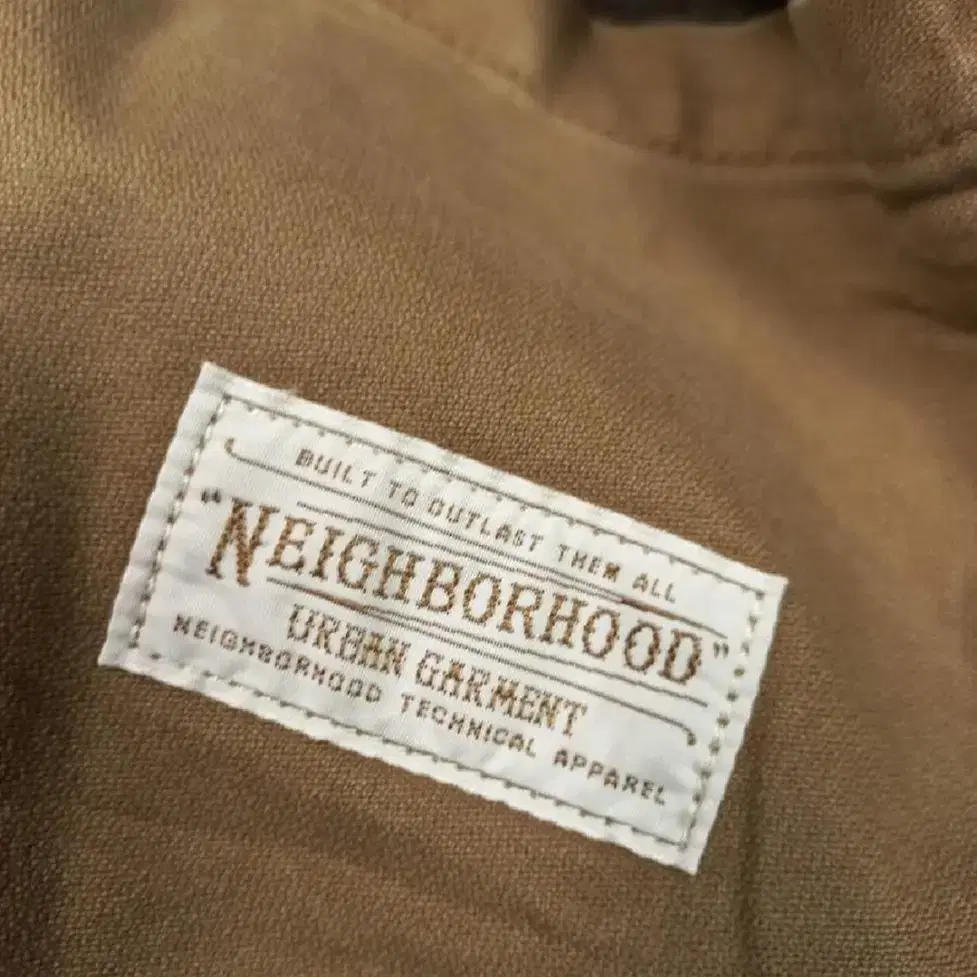 BUILT TO OUTLAST THEM ALL
"NEIGHBORHOOD"
URBAN GARMENT
NEIGHBORHOOD TECHNICAL APPAREL